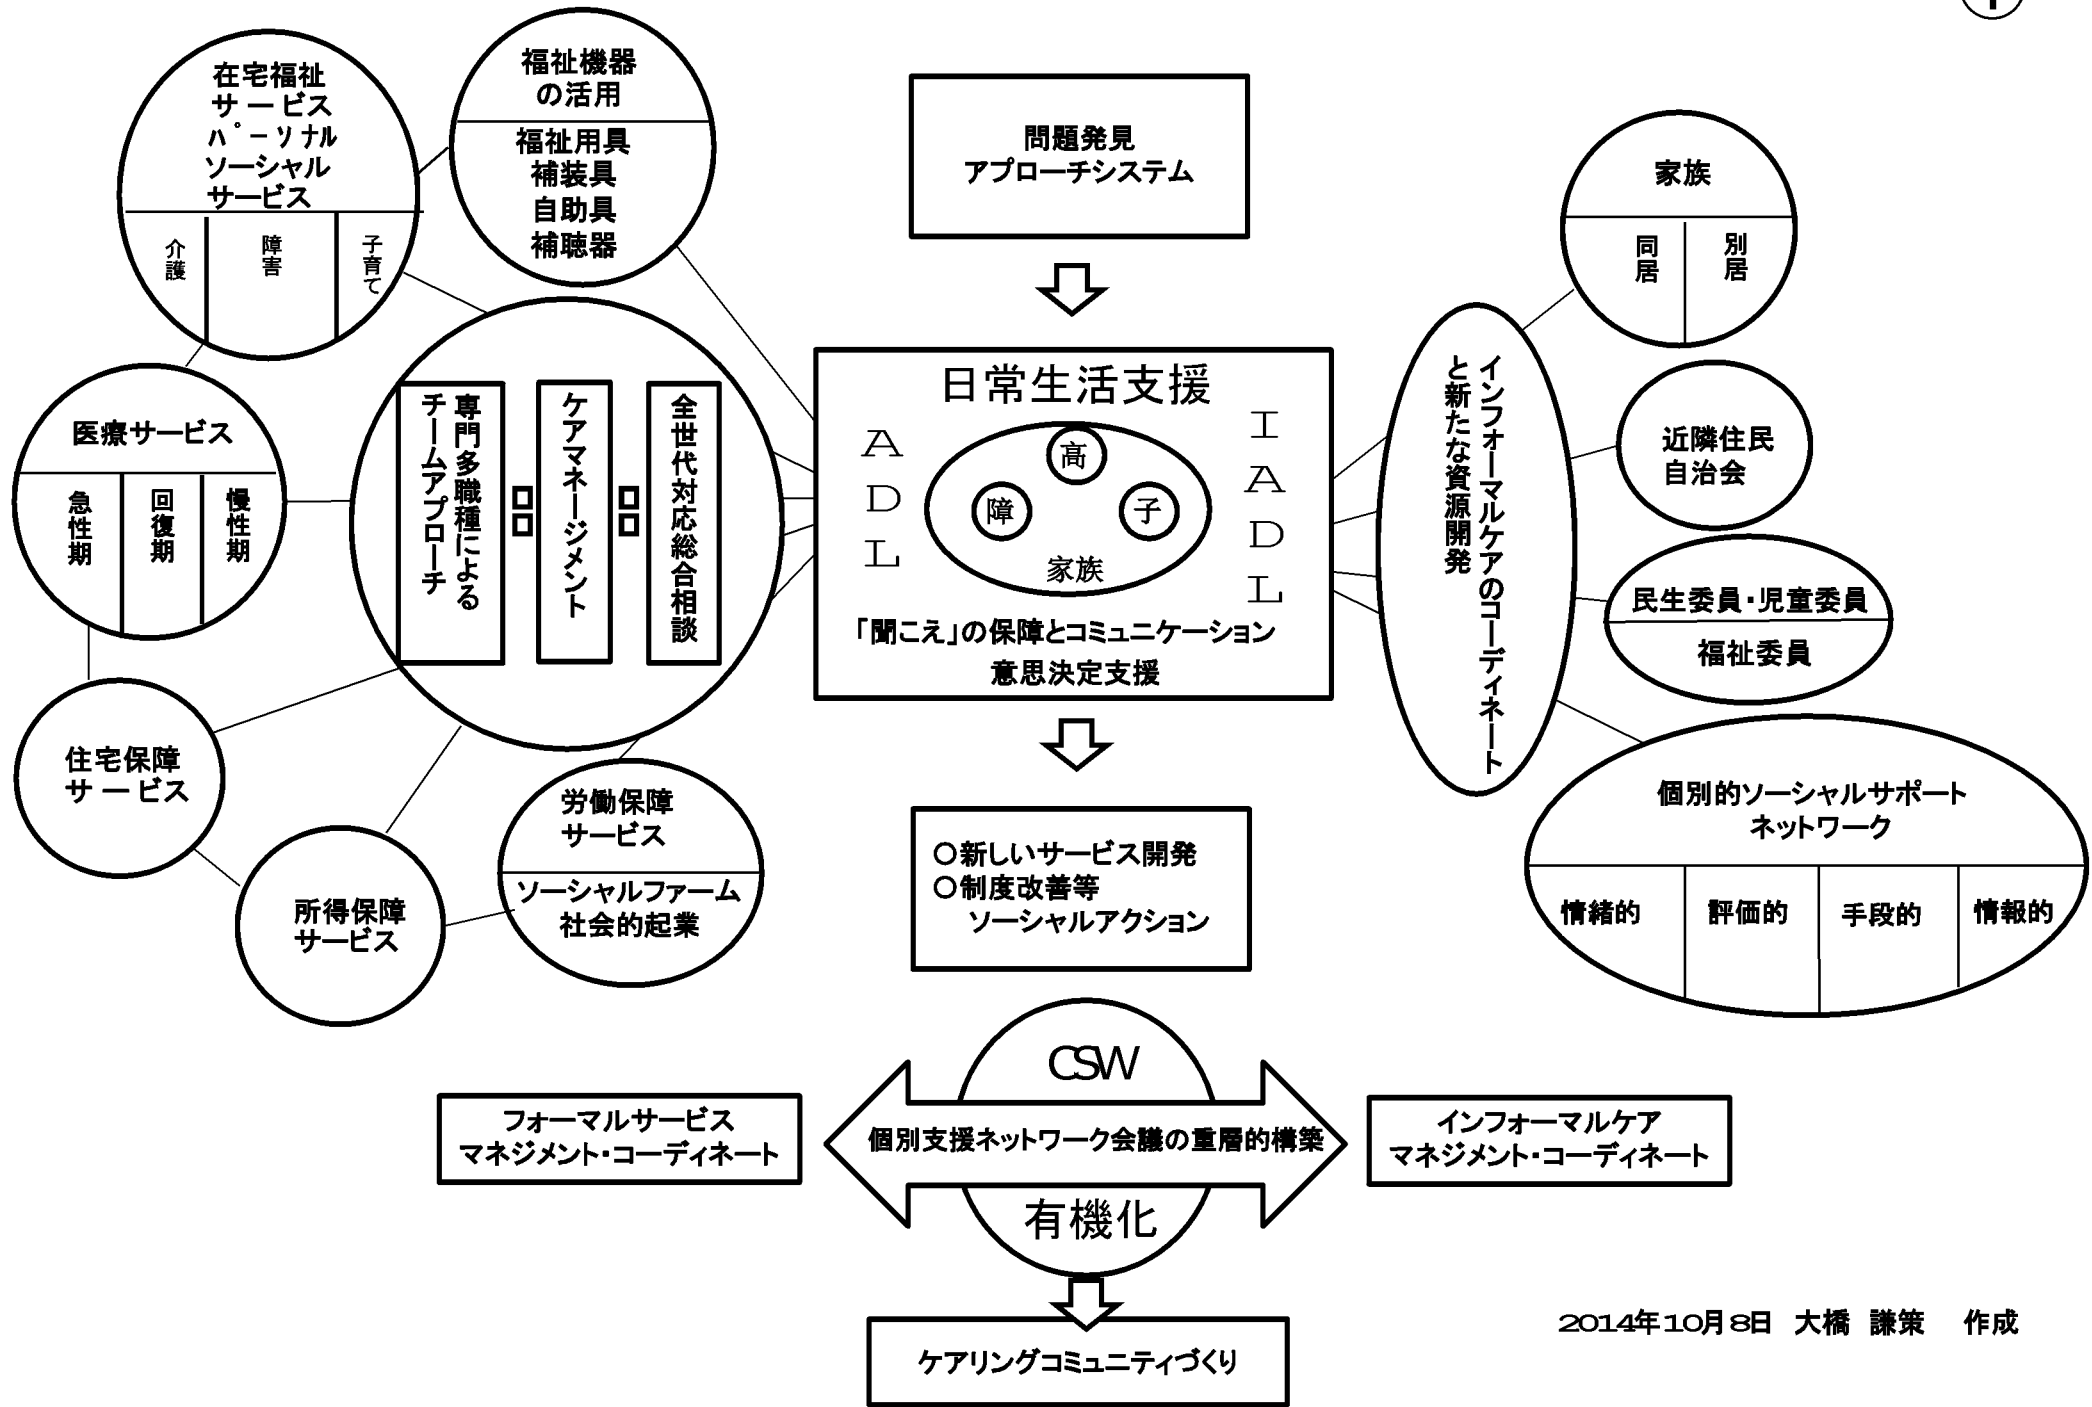 在宅福祉
サービス
パーソナル
ソーシャル
サービス
介護
障害
子育て
福祉機器
の活用
福祉用具
補装具
自助具
補聴器
問題発見
アプローチシステム
家族
同居
別居
医療サービス
急性期
回復期
慢性期
専門多職種による
チームアプローチ
ケアマネージメント
全世代対応総合相談
日常生活支援
ADL
IADL
高
障
子
家族
「聞こえ」の保障とコミュニケーション
意思決定支援
インフォーマルケアのコーディネート
と新たな資源開発
近隣住民
自治会
民生委員・児童委員
福祉委員
個別的ソーシャルサポート
ネットワーク
情緒的
評価的
手段的
情報的
住宅保障
サービス
所得保障
サービス
労働保障
サービス
ソーシャルファーム
社会的起業
○新しいサービス開発
○制度改善等
ソーシャルアクション
CSW
個別支援ネットワーク会議の重層的構築
有機化
フォーマルサービス
マネジメント・コーディネート
インフォーマルケア
マネジメント・コーディネート
ケアリングコミュニティづくり
2014年10月8日 大橋 謙策 作成